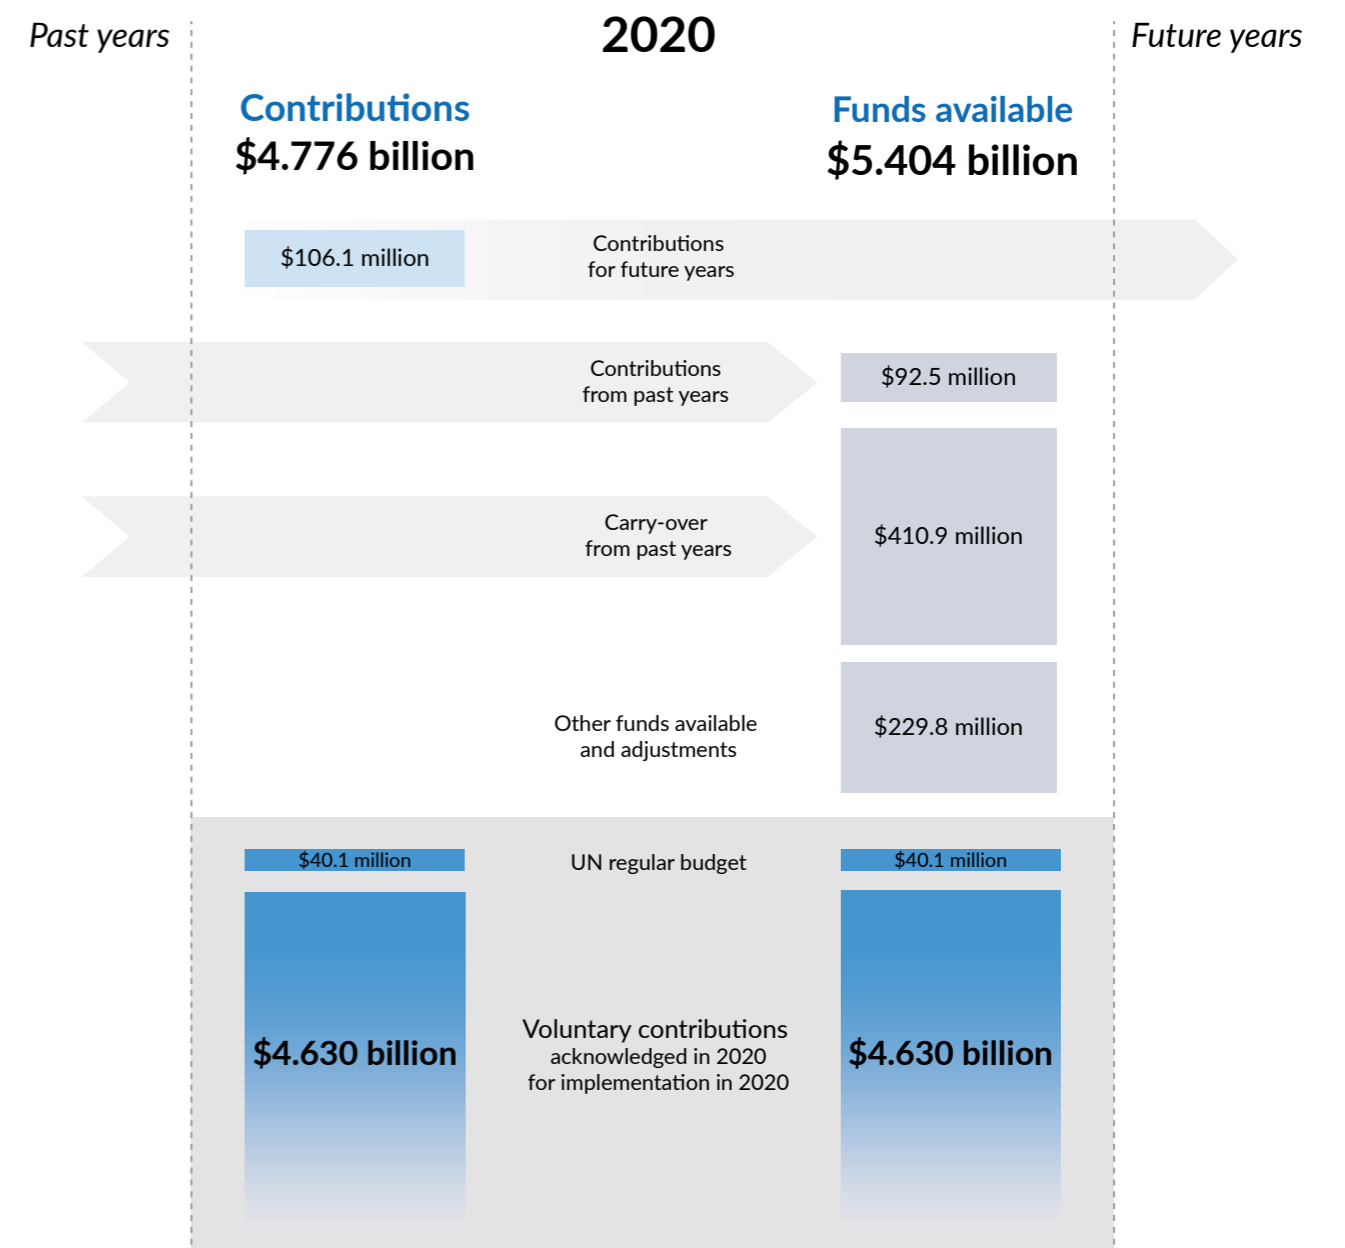 Past years
2020
Future years
Contributions
$4.776 billion
Funds available
$5.404 billion
$106.1 million
Contributions
for future years
Contributions
from past years
$92.5 million
Carry-over
from past years
$410.9 million
Other funds available
and adjustments
$229.8 million
$40.1 million
UN regular budget
$40.1 million
$4.630 billion
Voluntary contributions
acknowledged in 2020
for implementation in 2020
$4.630 billion